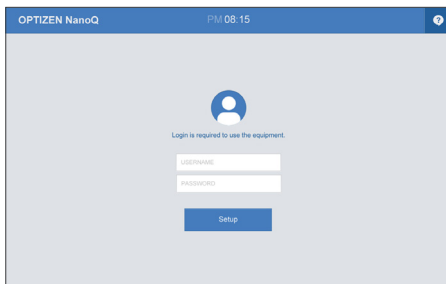 OPTIZEN NanoQ PM 08:15 ?
Login is required to use the equipment.
USERNAME
PASSWORD
Setup